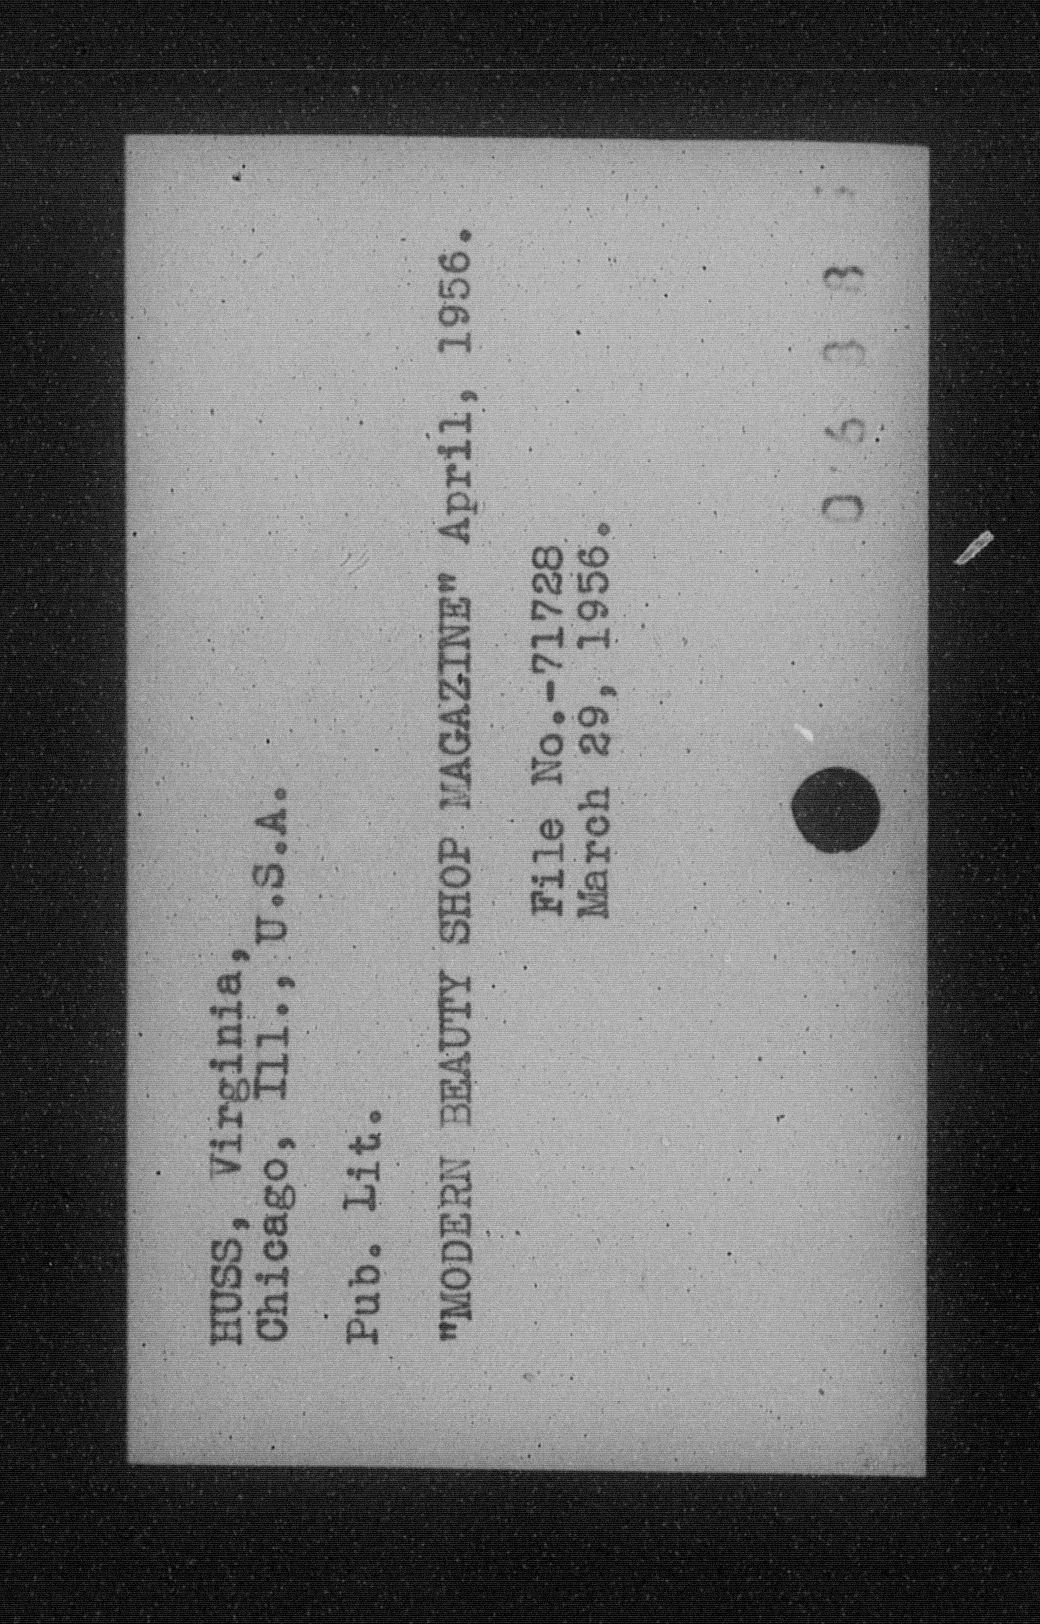 HUSS, Virginia,
Chicago, Ill., U.S.A.
Pub. Lit.
"MODERN BEAUTY SHOP MAGAZINE" April, 1956.
File No.-71728
March 29, 1956.